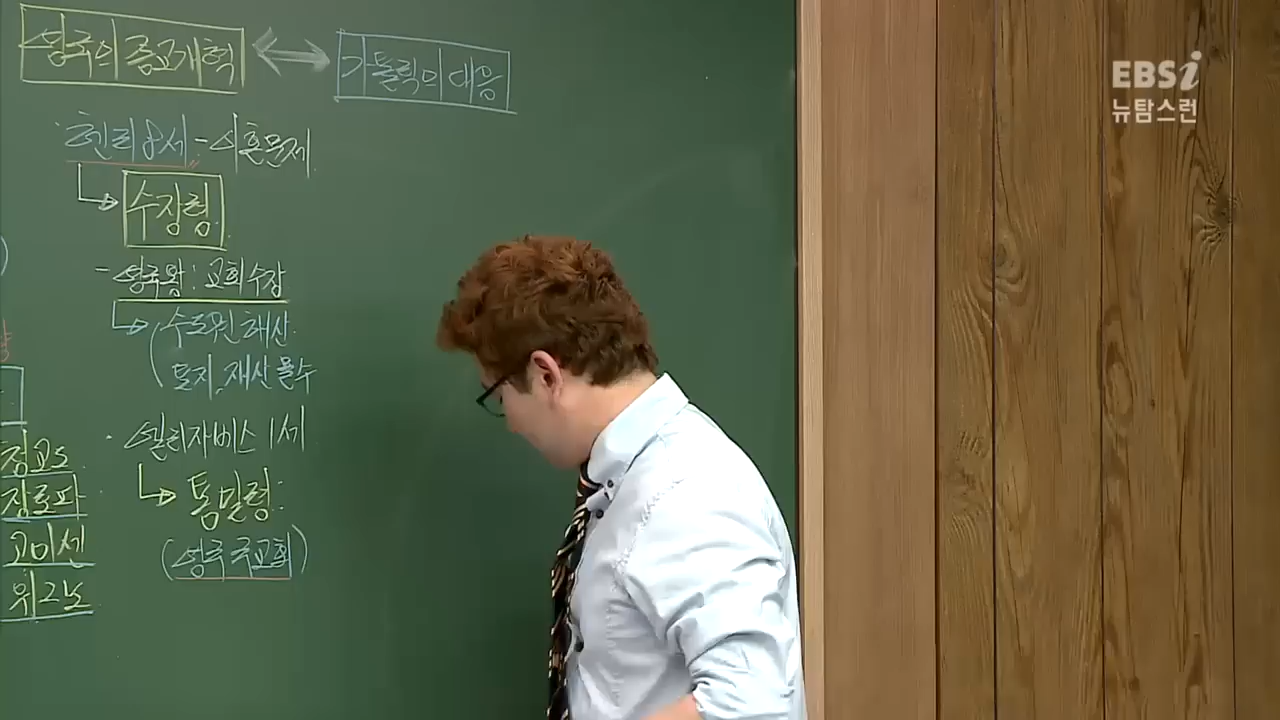 영국의 종교개혁 ↔ 가톨릭의 대응
· 헨리 8세 - 이혼문제
↳ 수장령
- 영국왕 : 교회 수장
↳ ( 수도원 해산.
토지, 재산 몰수
· 엘리자베스 1세
↳ 통일령 :
(영국 국교회)
청교도.
장로파.
고이센
위그노.
EBSi
뉴탐스런